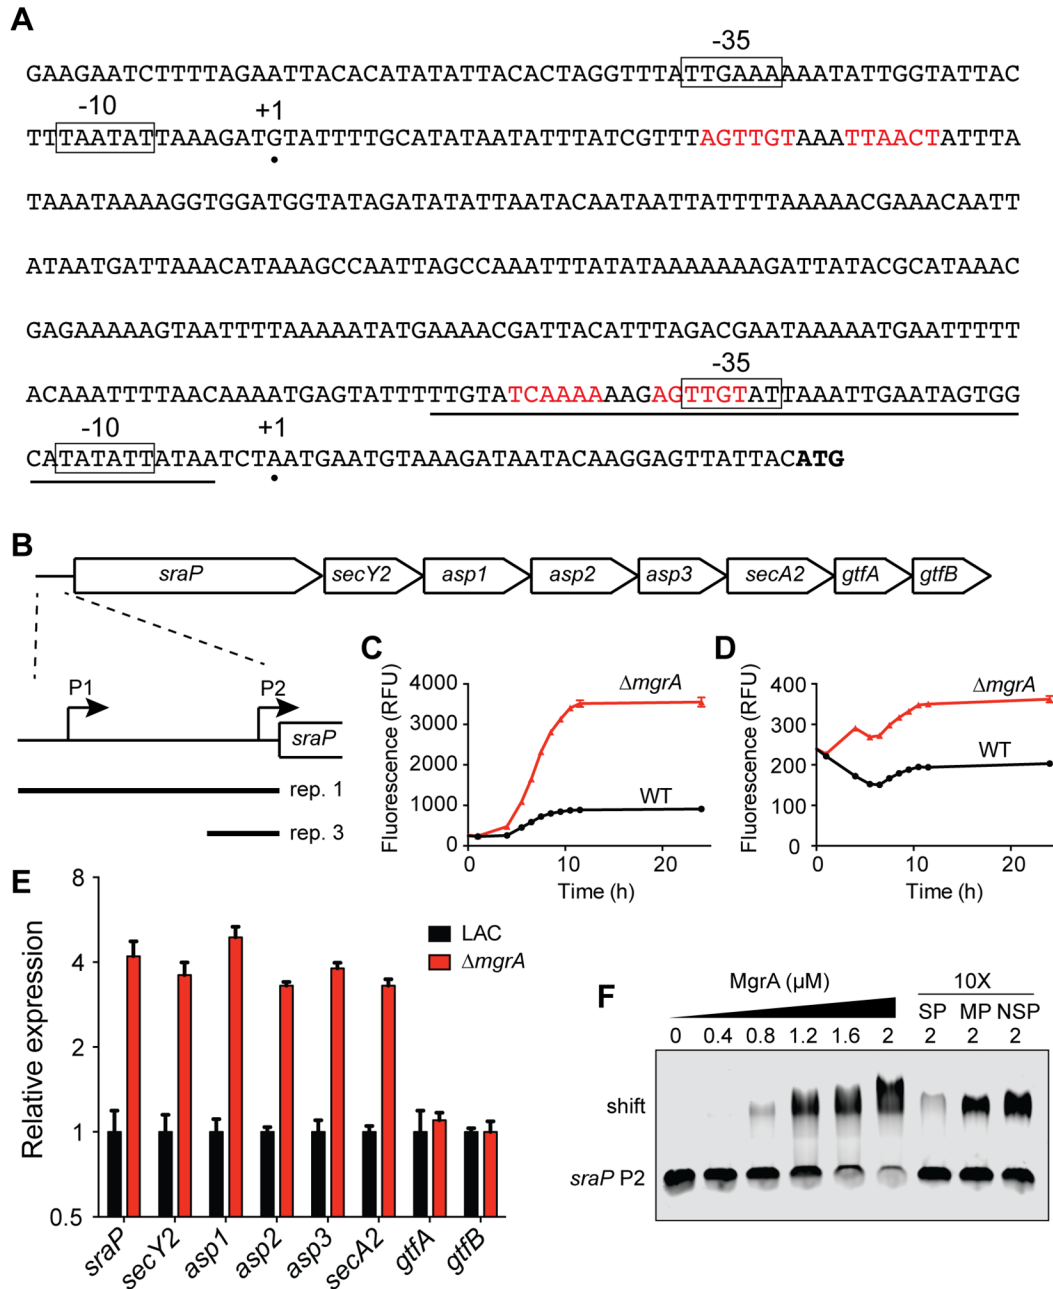 A
-35
GAAGAATCTTTTAGAATTACACATATATTACACTAGGTTTATTGAAAAAATATTGGTATTAC
-10 +1
TTTAATATTAAAGATGTATTTTGCATATAATATTTATCGTTTAGTTGTAAATTAACTATTTA
TAAATAAAAGGTGGATGGTATAGATATATTAATACAATAATTATTTTAAAAACGAAACAATT
ATAATGATTAAACATAAAGCCAATTAGCCAAATTTATATAAAAAAAGATTATACGCATAAAC
GAGAAAAAGTAATTTTAAAAATATGAAAACGATTACATTTAGACGAATAAAAATGAATTTTT
-35
ACAAATTTTAACAAAATGAGTATTTTTTGTATCAAAAAAGAGTTGTATTAAATTGAATAGTGG
-10 +1
CATATATTATAATCTAATGAATGTAAAGATAATACAAGGAGTTATTACATG
B
sraP secY2 asp1 asp2 asp3 secA2 gtfA gtfB
P1 P2
sraP
rep. 1
rep. 3
C
Fluorescence (RFU)
4000
3000
2000
1000
0
ΔmgrA
WT
0 10 20
Time (h)
D
Fluorescence (RFU)
400
300
200
100
0
ΔmgrA
WT
0 10 20
Time (h)
E
Relative expression
8
4
2
1
0.5
LAC
ΔmgrA
sraP secY2 asp1 asp2 asp3 secA2 gtfA gtfB
F
MgrA (µM) 10X
SP MP NSP
0 0.4 0.8 1.2 1.6 2 2 2 2
shift
sraP P2